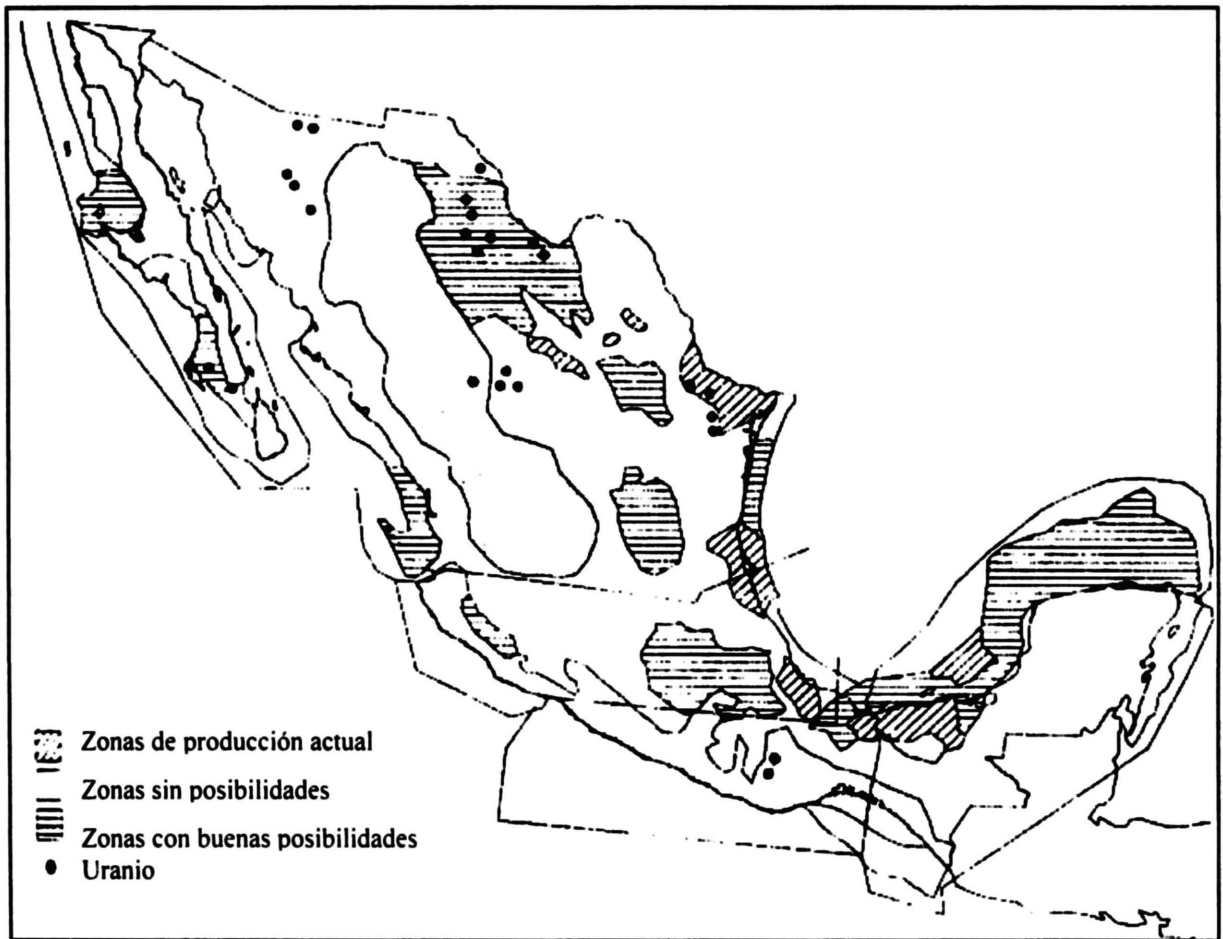 Zonas de producción actual
Zonas sin posibilidades
Zonas con buenas posibilidades
Uranio